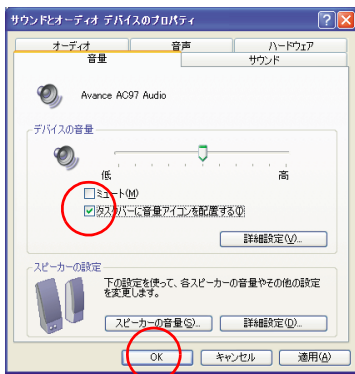 サウンドとオーディオ デバイスのプロパティ
オーディオ 音声 ハードウェア
音量 サウンド
Avance AC97 Audio
デバイスの音量
低 高
ミュート(M)
タスクバーに音量アイコンを配置する(I)
詳細設定(V)...
スピーカーの設定
下の設定を使って、各スピーカーの音量やその他の設定
を変更します。
スピーカーの音量(S)... 詳細設定(D)...
OK キャンセル 適用(A)